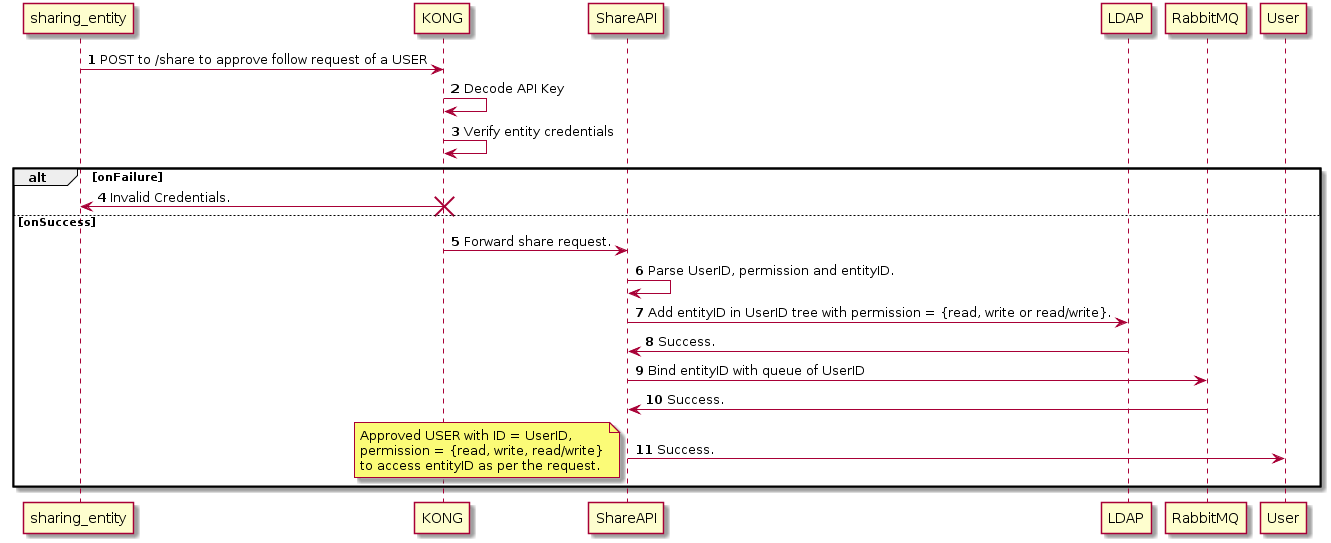 sharing_entity KONG ShareAPI LDAP RabbitMQ User
1 POST to /share to approve follow request of a USER
2 Decode API Key
3 Verify entity credentials
alt [onFailure]
4 Invalid Credentials.
[onSuccess]
5 Forward share request.
6 Parse UserID, permission and entityID.
7 Add entityID in UserID tree with permission = {read, write or read/write}.
8 Success.
9 Bind entityID with queue of UserID
10 Success.
Approved USER with ID = UserID,
permission = {read, write, read/write}
to access entityID as per the request.
11 Success.
sharing_entity KONG ShareAPI LDAP RabbitMQ User